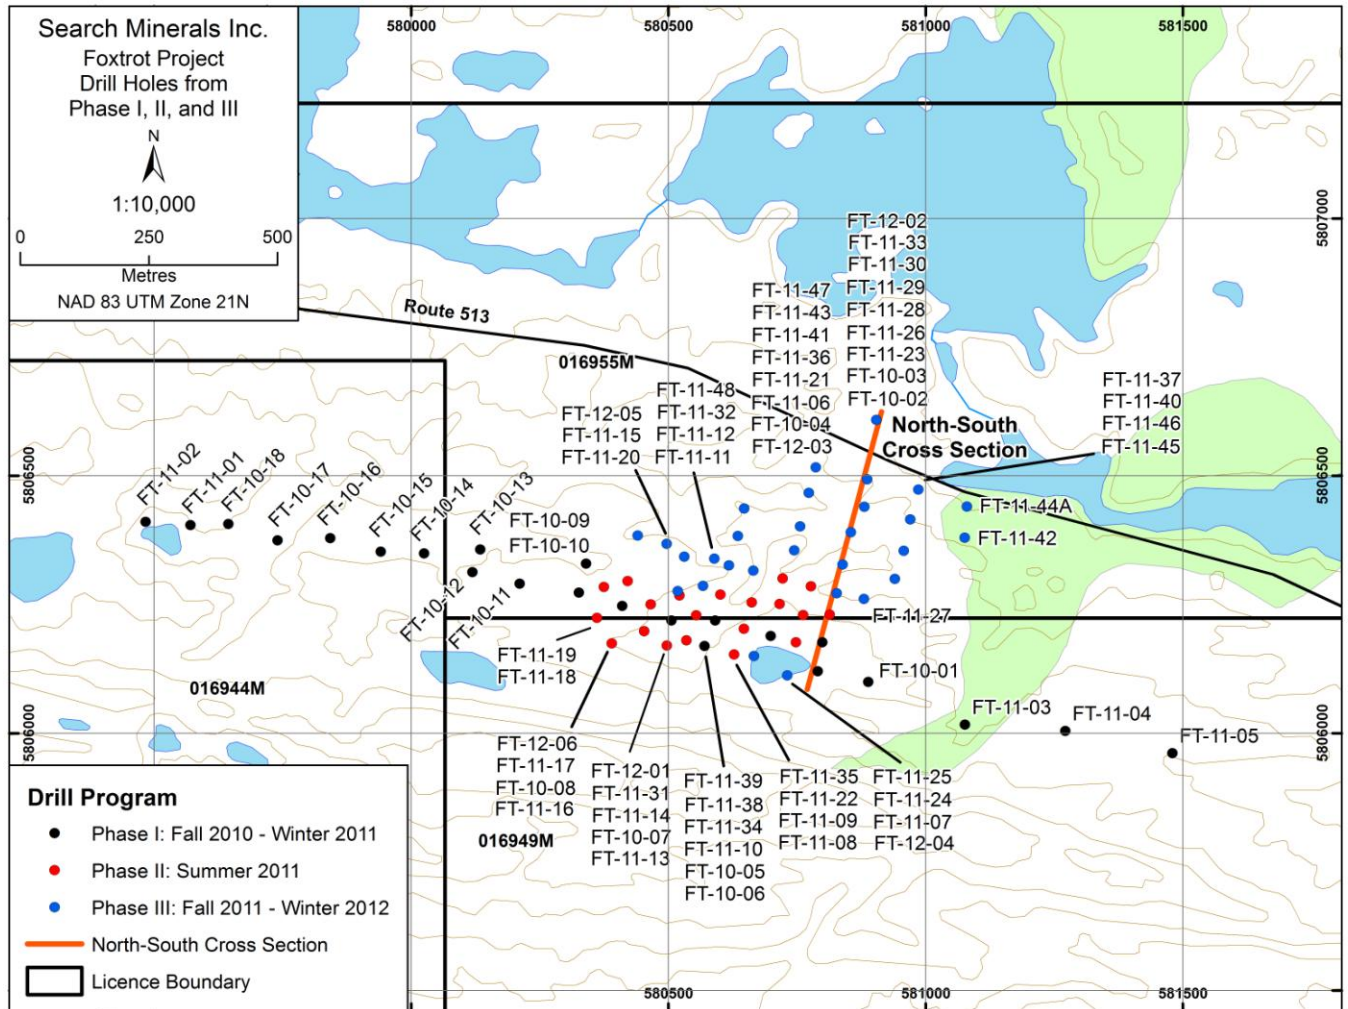 Search Minerals Inc.
Foxtrot Project
Drill Holes from
Phase I, II, and III
N
1:10,000
0 250 500
Metres
NAD 83 UTM Zone 21N
580000 580500 581000 581500
5807000
5807000
Route 513
016955M
FT-12-02
FT-11-33
FT-11-30
FT-11-29
FT-11-28
FT-11-26
FT-11-23
FT-10-03
FT-10-02
FT-11-47
FT-11-43
FT-11-41
FT-11-36
FT-11-21
FT-11-06
FT-10-04
FT-12-03
FT-11-48
FT-11-32
FT-11-12
FT-11-11
FT-12-05
FT-11-15
FT-11-20
North-South
Cross Section
FT-11-37
FT-11-40
FT-11-46
FT-11-45
5806500
5806500
FT-11-02
FT-11-01
FT-10-18
FT-10-17
FT-10-16
FT-10-15
FT-10-14
FT-10-13
FT-10-09
FT-10-10
FT-10-12
FT-10-11
FT-11-44A
FT-11-42
FT-11-27
FT-11-19
FT-11-18
FT-10-01
016944M
FT-11-03
FT-11-04
FT-11-05
5806000
5806000
FT-12-06
FT-11-17
FT-10-08
FT-11-16
FT-12-01
FT-11-31
FT-11-14
FT-10-07
FT-11-13
FT-11-39
FT-11-38
FT-11-34
FT-11-10
FT-10-05
FT-10-06
FT-11-35
FT-11-22
FT-11-09
FT-11-08
FT-11-25
FT-11-24
FT-11-07
FT-12-04
016949M
Drill Program
Phase I: Fall 2010 - Winter 2011
Phase II: Summer 2011
Phase III: Fall 2011 - Winter 2012
North-South Cross Section
Licence Boundary
580500 581000 581500